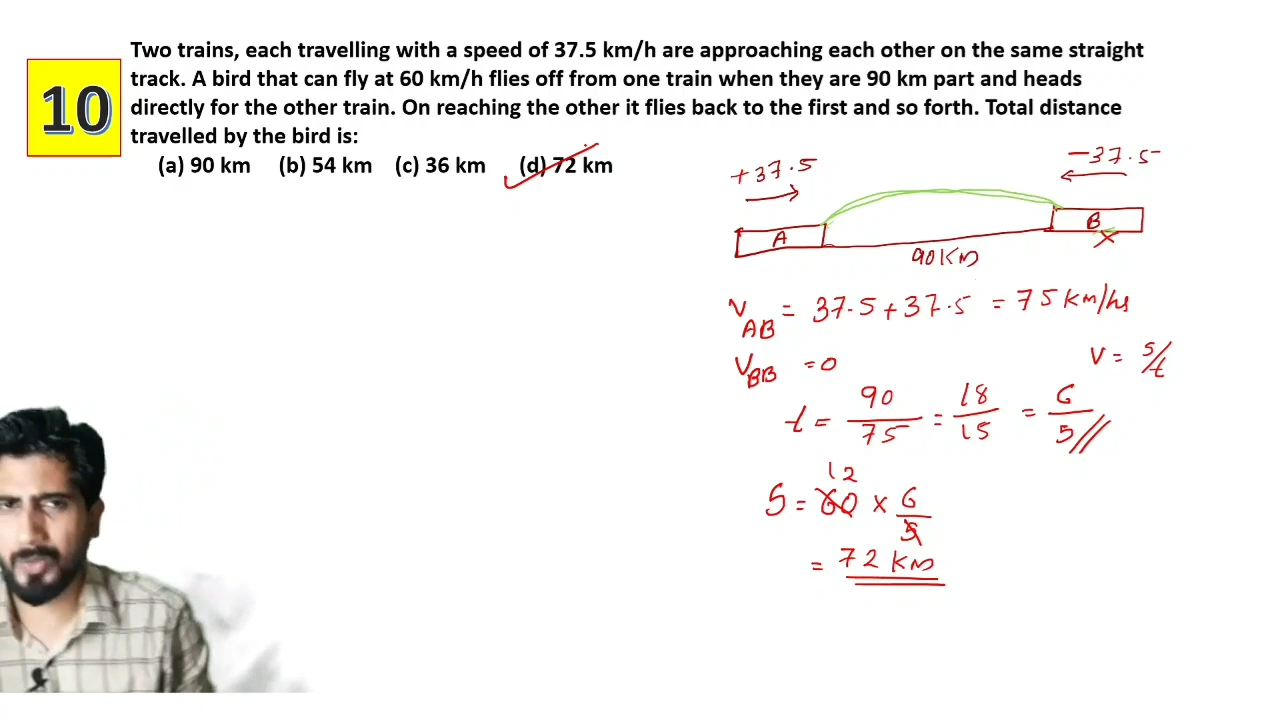 10
Two trains, each travelling with a speed of 37.5 km/h are approaching each other on the same straight
track. A bird that can fly at 60 km/h flies off from one train when they are 90 km part and heads
directly for the other train. On reaching the other it flies back to the first and so forth. Total distance
travelled by the bird is:
(a) 90 km (b) 54 km (c) 36 km (d) 72 km
+37.5
-37.5
A
B
90KM
V_AB = 37.5 + 37.5 = 75 km/hs
V_BB = 0
V = s/t
t = 90/75 = 18/15 = 6/5
12
S = 60 × 6/5
= 72 KM